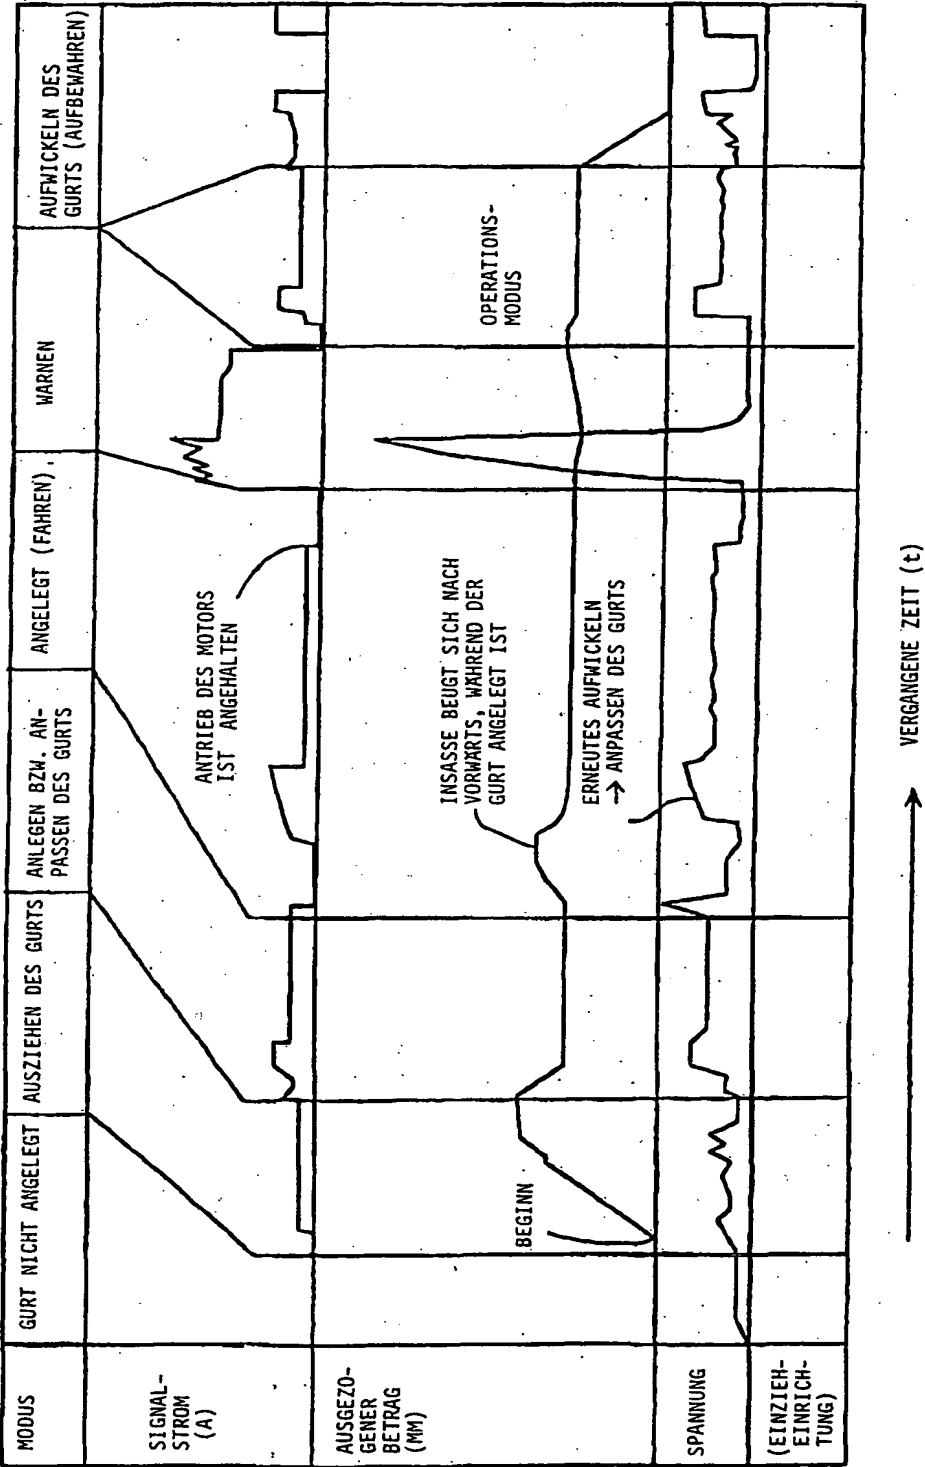 MODUS
GURT NICHT ANGELEGT
AUSZIEHEN DES GURTS
ANLEGEN BZW. AN-
PASSEN DES GURTS
ANGELEGT (FAHREN)
WARNEN
AUFWICKELN DES
GURTS (AUFBEWAHREN)
SIGNAL-
STROM
(A)
ANTRIEB DES MOTORS
IST ANGEHALTEN
AUSGEZO-
GENER
BETRAG
(MM)
BEGINN
INSASSE BEUGT SICH NACH
VORWÄRTS, WÄHREND DER
GURT ANGELEGT IST
OPERATIONS-
MODUS
ERNEUTES AUFWICKELN
→ ANPASSEN DES GURTS
SPANNUNG
(EINZIEH-
EINRICH-
TUNG)
VERGANGENE ZEIT (t)